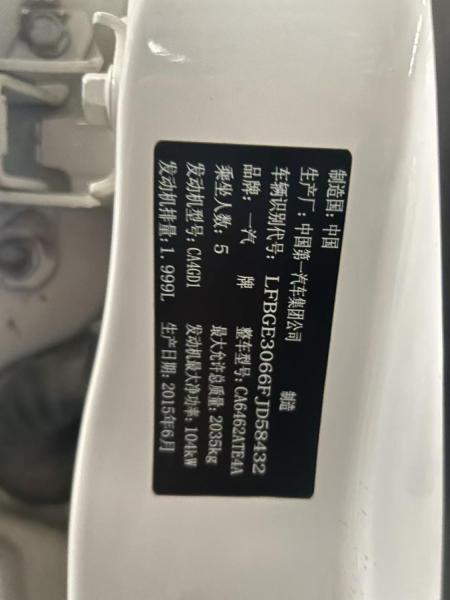 制造国：中国
生产厂：中国第一汽车集团公司 制造
车辆识别代号：LFBGE3066FJD58432
品牌：一汽 牌 整车型号：CA6462ATE4A
乘坐人数：5 最大允许总质量：2035kg
发动机型号：CA4GD1 发动机最大净功率：104kW
发动机排量：1.999L 生产日期：2015年6月